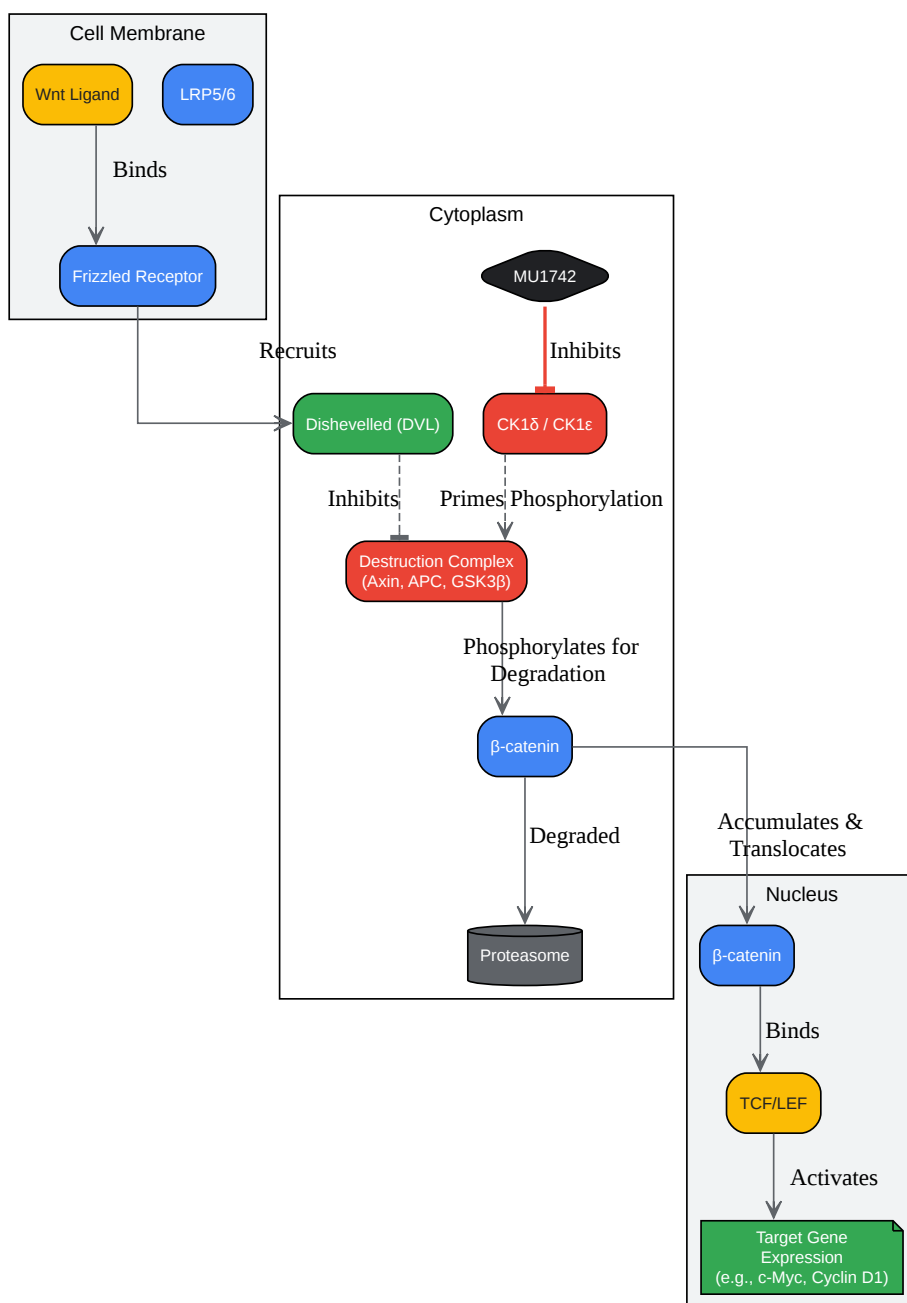 Cell Membrane
Wnt Ligand
LRP5/6
Binds
Frizzled Receptor
Recruits
Cytoplasm
MU1742
Inhibits
Dishevelled (DVL)
CK1δ / CK1ε
Inhibits
Primes Phosphorylation
Destruction Complex
(Axin, APC, GSK3β)
Phosphorylates for
Degradation
β-catenin
Degraded
Proteasome
Accumulates &
Translocates
Nucleus
β-catenin
Binds
TCF/LEF
Activates
Target Gene
Expression
(e.g., c-Myc, Cyclin D1)